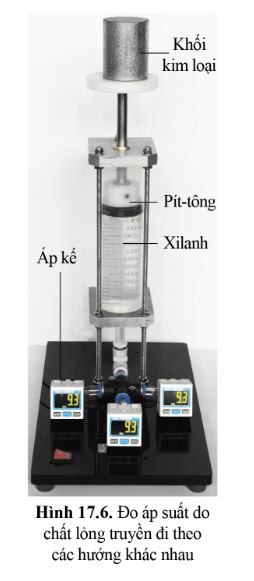 Khối
kim loại
Pít-tông
Xilanh
Áp kế
9.3
9.3
9.3
Hình 17.6. Đo áp suất do
chất lỏng truyền đi theo
các hướng khác nhau